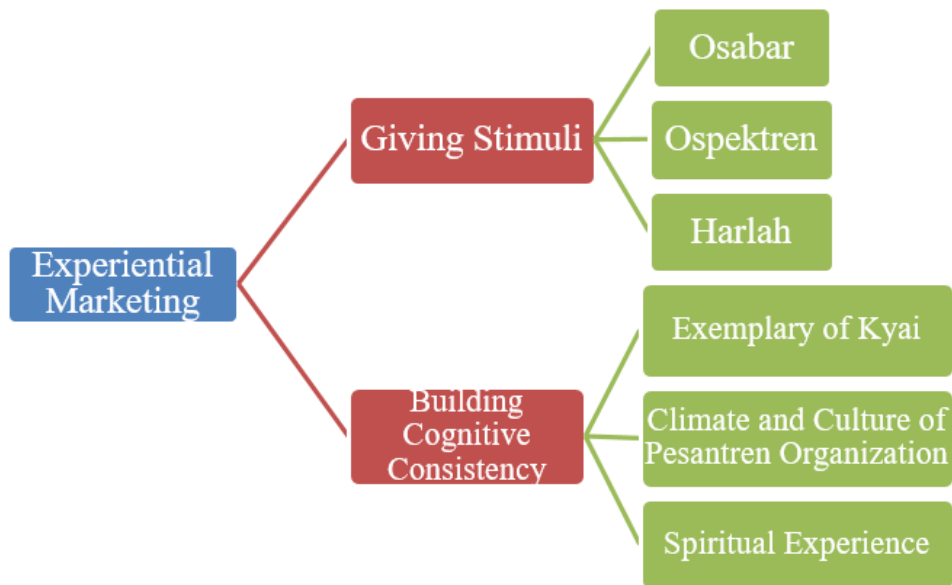 Experiential
Marketing
Giving Stimuli
Osabar
Ospektren
Harlah
Building
Cognitive
Consistency
Exemplary of Kyai
Climate and Culture of
Pesantren Organization
Spiritual Experience